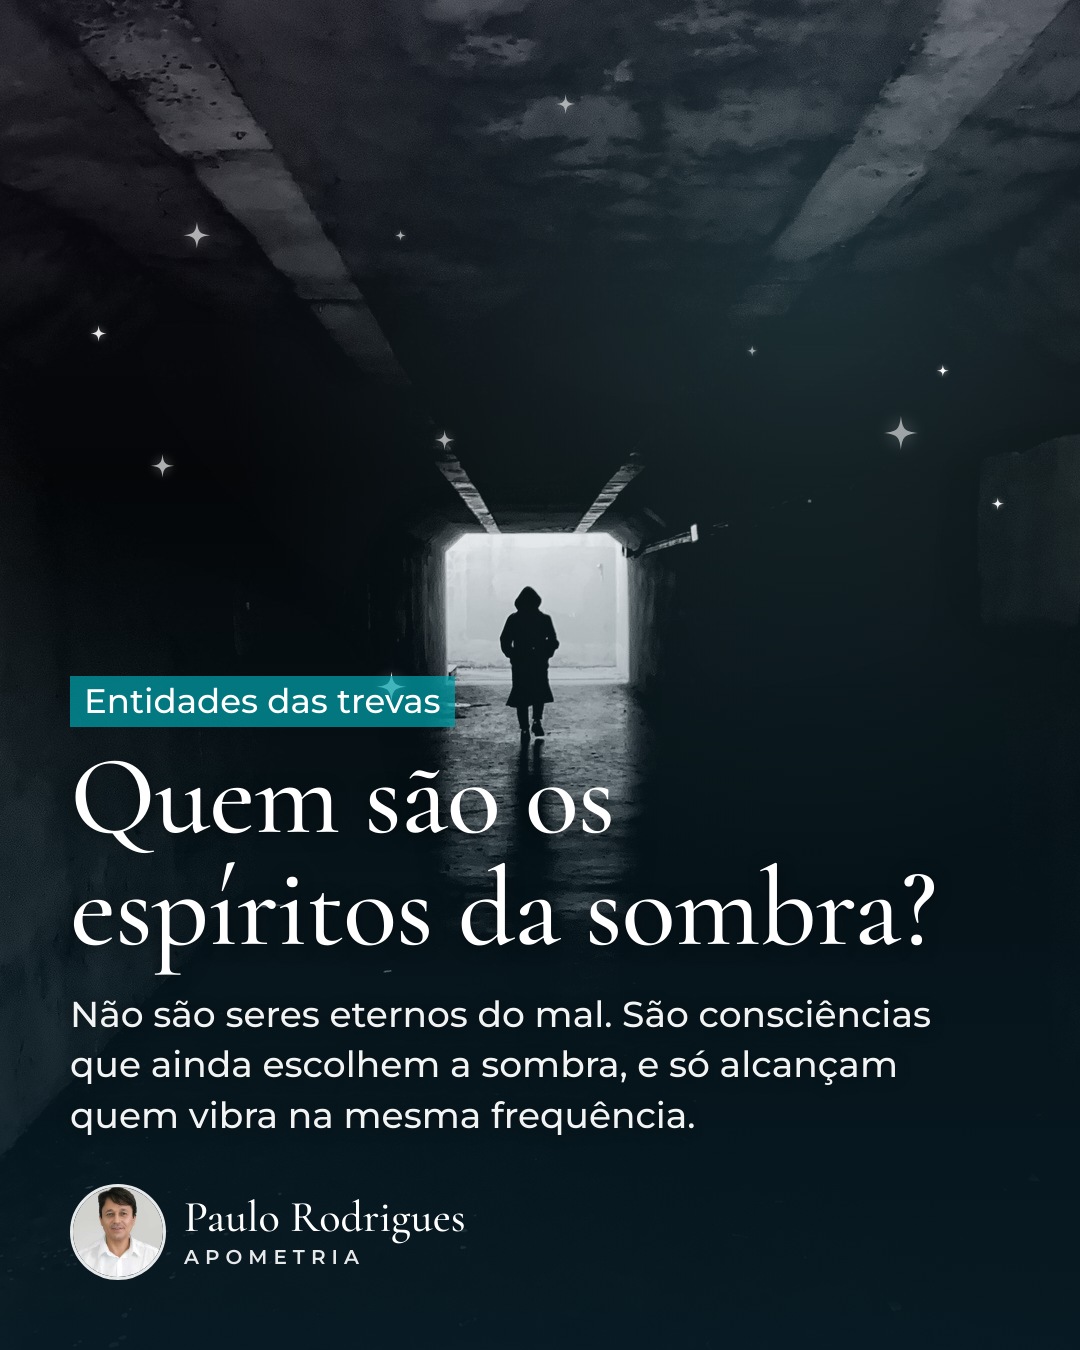 Entidades das trevas
Quem são os
espíritos da sombra?
Não são seres eternos do mal. São consciências
que ainda escolhem a sombra, e só alcançam
quem vibra na mesma frequência.
Paulo Rodrigues
APOMETRIA